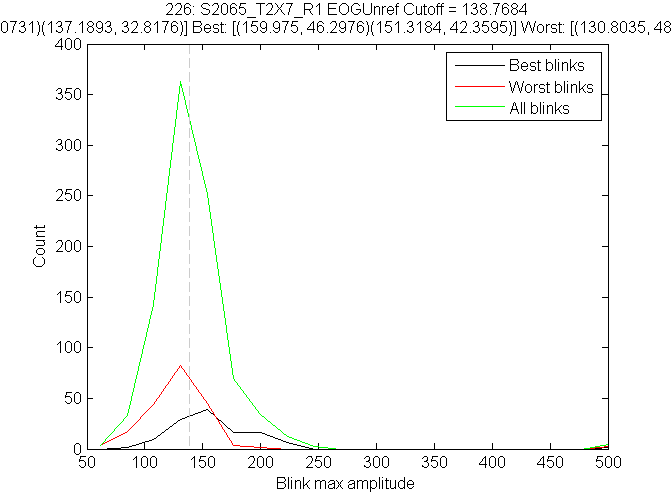 226: S2065_T2X7_R1 EOGUnref Cutoff = 138.7684
0731)(137.1893, 32.8176)] Best: [(159.975, 46.2976)(151.3184, 42.3595)] Worst: [(130.8035, 48
400
350
300
250
200
150
100
50
0
Count
Best blinks
Worst blinks
All blinks
50 100 150 200 250 300 350 400 450 500
Blink max amplitude